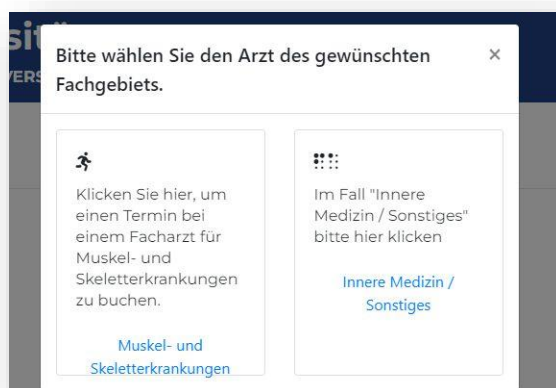 Bitte wählen Sie den Arzt des gewünschten
Fachgebiets.
×
Klicken Sie hier, um
einen Termin bei
einem Facharzt für
Muskel- und
Skeletterkrankungen
zu buchen.
Muskel- und
Skeletterkrankungen
Im Fall "Innere
Medizin / Sonstiges"
bitte hier klicken
Innere Medizin /
Sonstiges